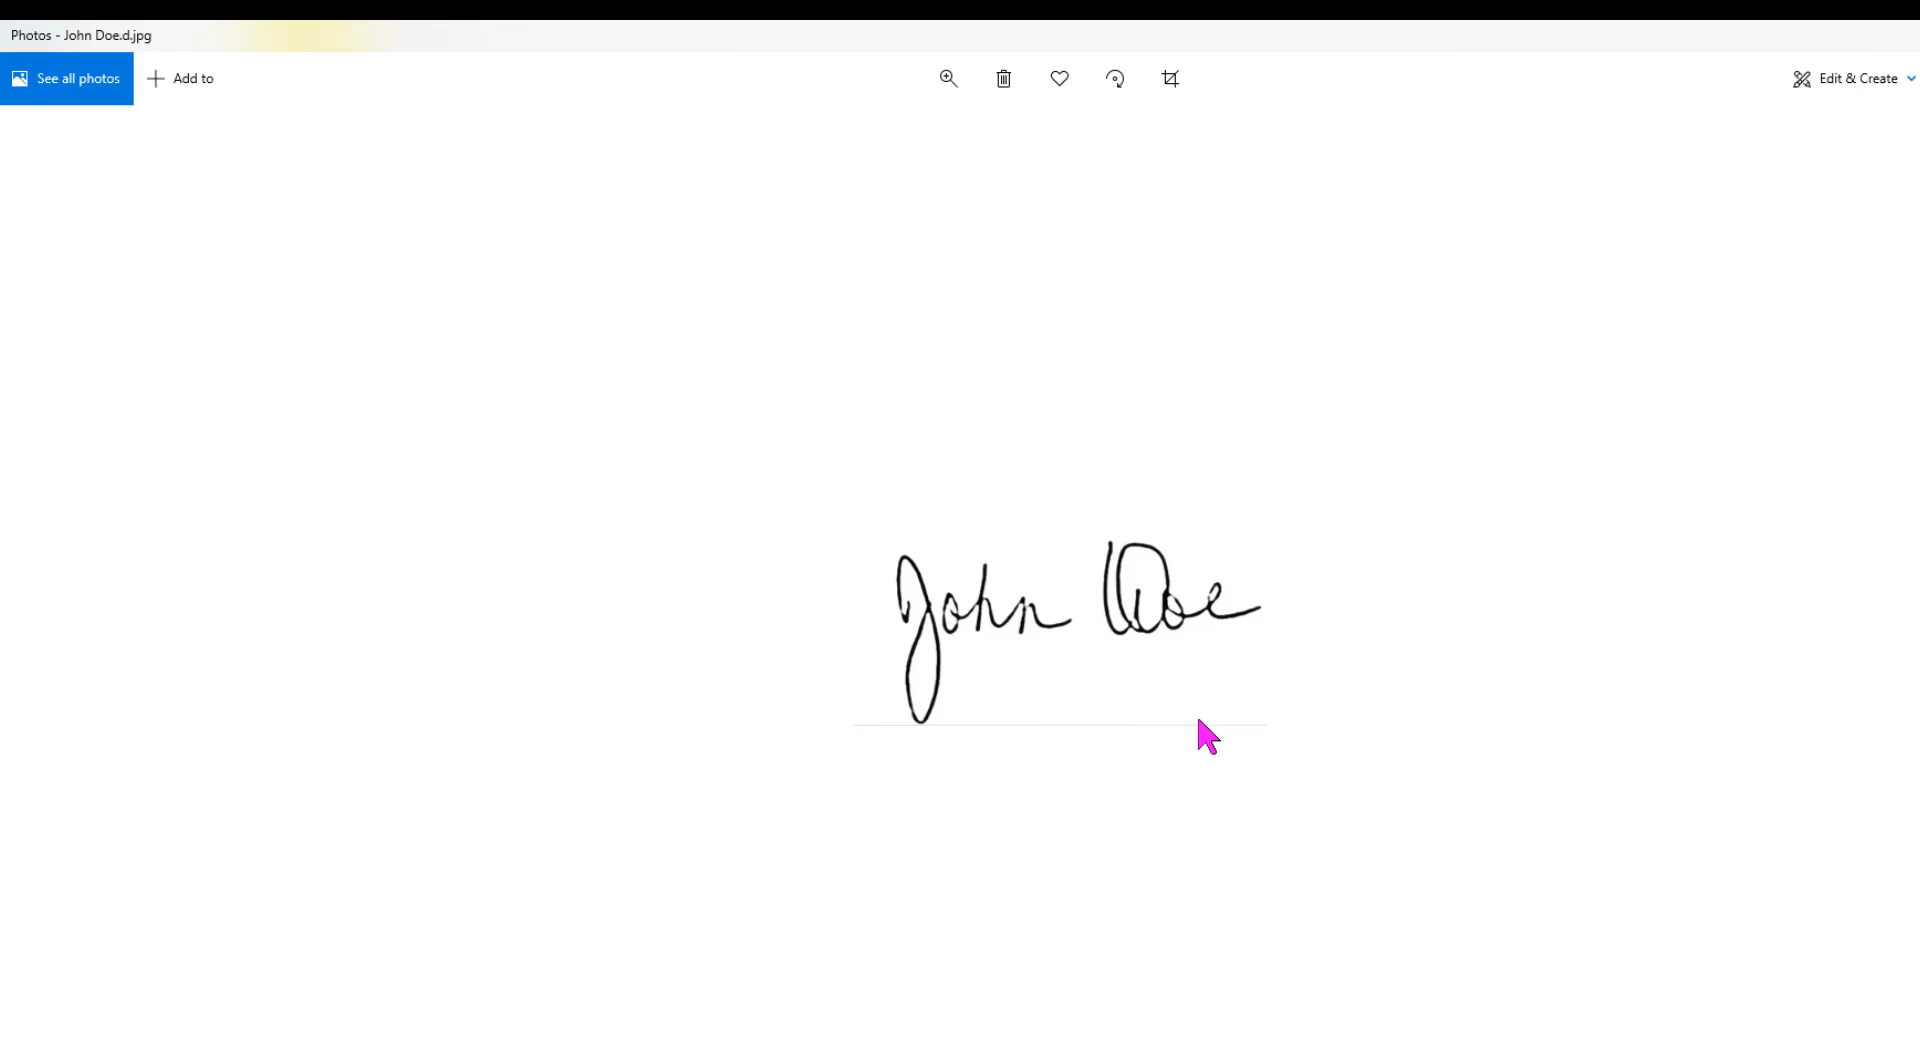 Photos - John Doe.d.jpg
See all photos
Add to
Edit & Create
John Doe